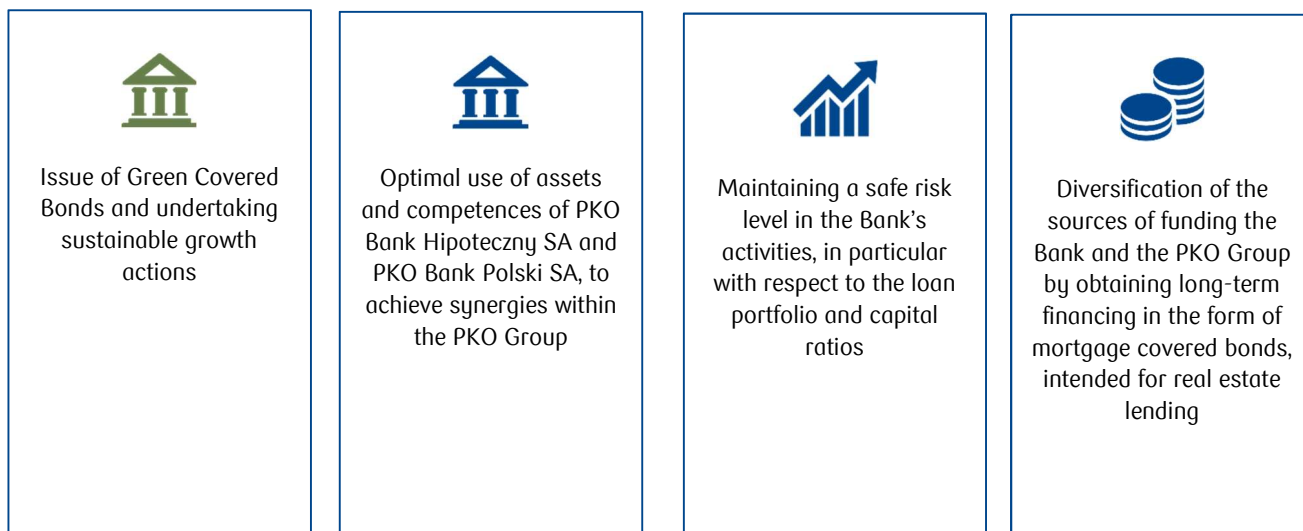 Issue of Green Covered
Bonds and undertaking
sustainable growth
actions
Optimal use of assets
and competences of PKO
Bank Hipoteczny SA and
PKO Bank Polski SA, to
achieve synergies within
the PKO Group
Maintaining a safe risk
level in the Bank's
activities, in particular
with respect to the loan
portfolio and capital
ratios
Diversification of the
sources of funding the
Bank and the PKO Group
by obtaining long-term
financing in the form of
mortgage covered bonds,
intended for real estate
lending